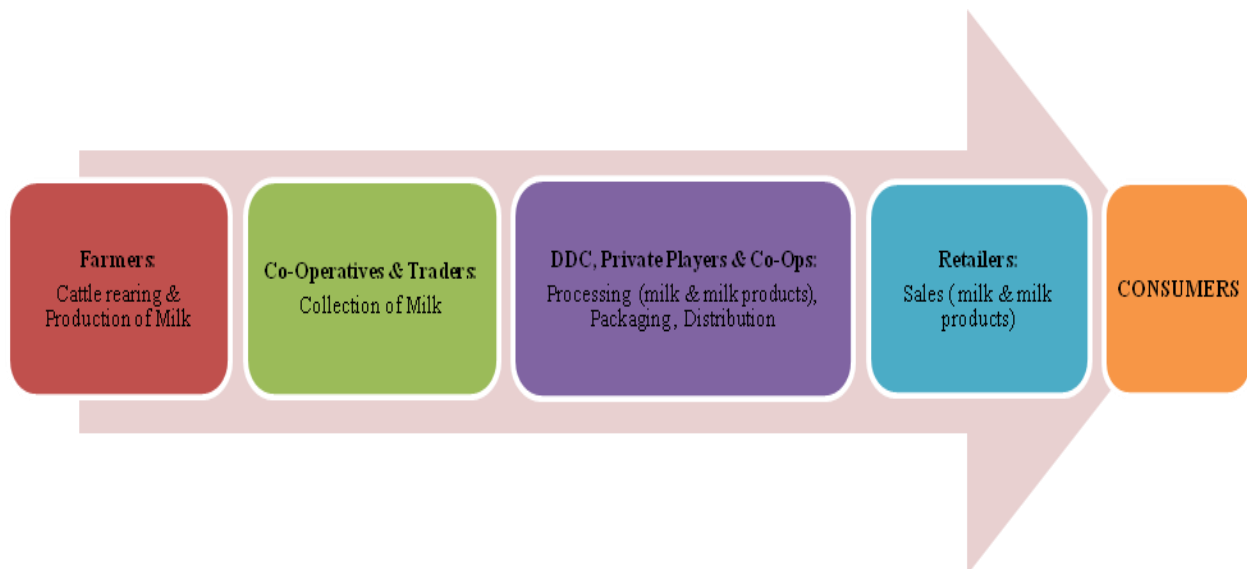 Farmers:
Cattle rearing &
Production of Milk
Co-Operatives & Traders:
Collection of Milk
DDC, Private Players & Co-Ops:
Processing (milk & milk products),
Packaging, Distribution
Retailers:
Sales ( milk & milk
products)
CONSUMERS